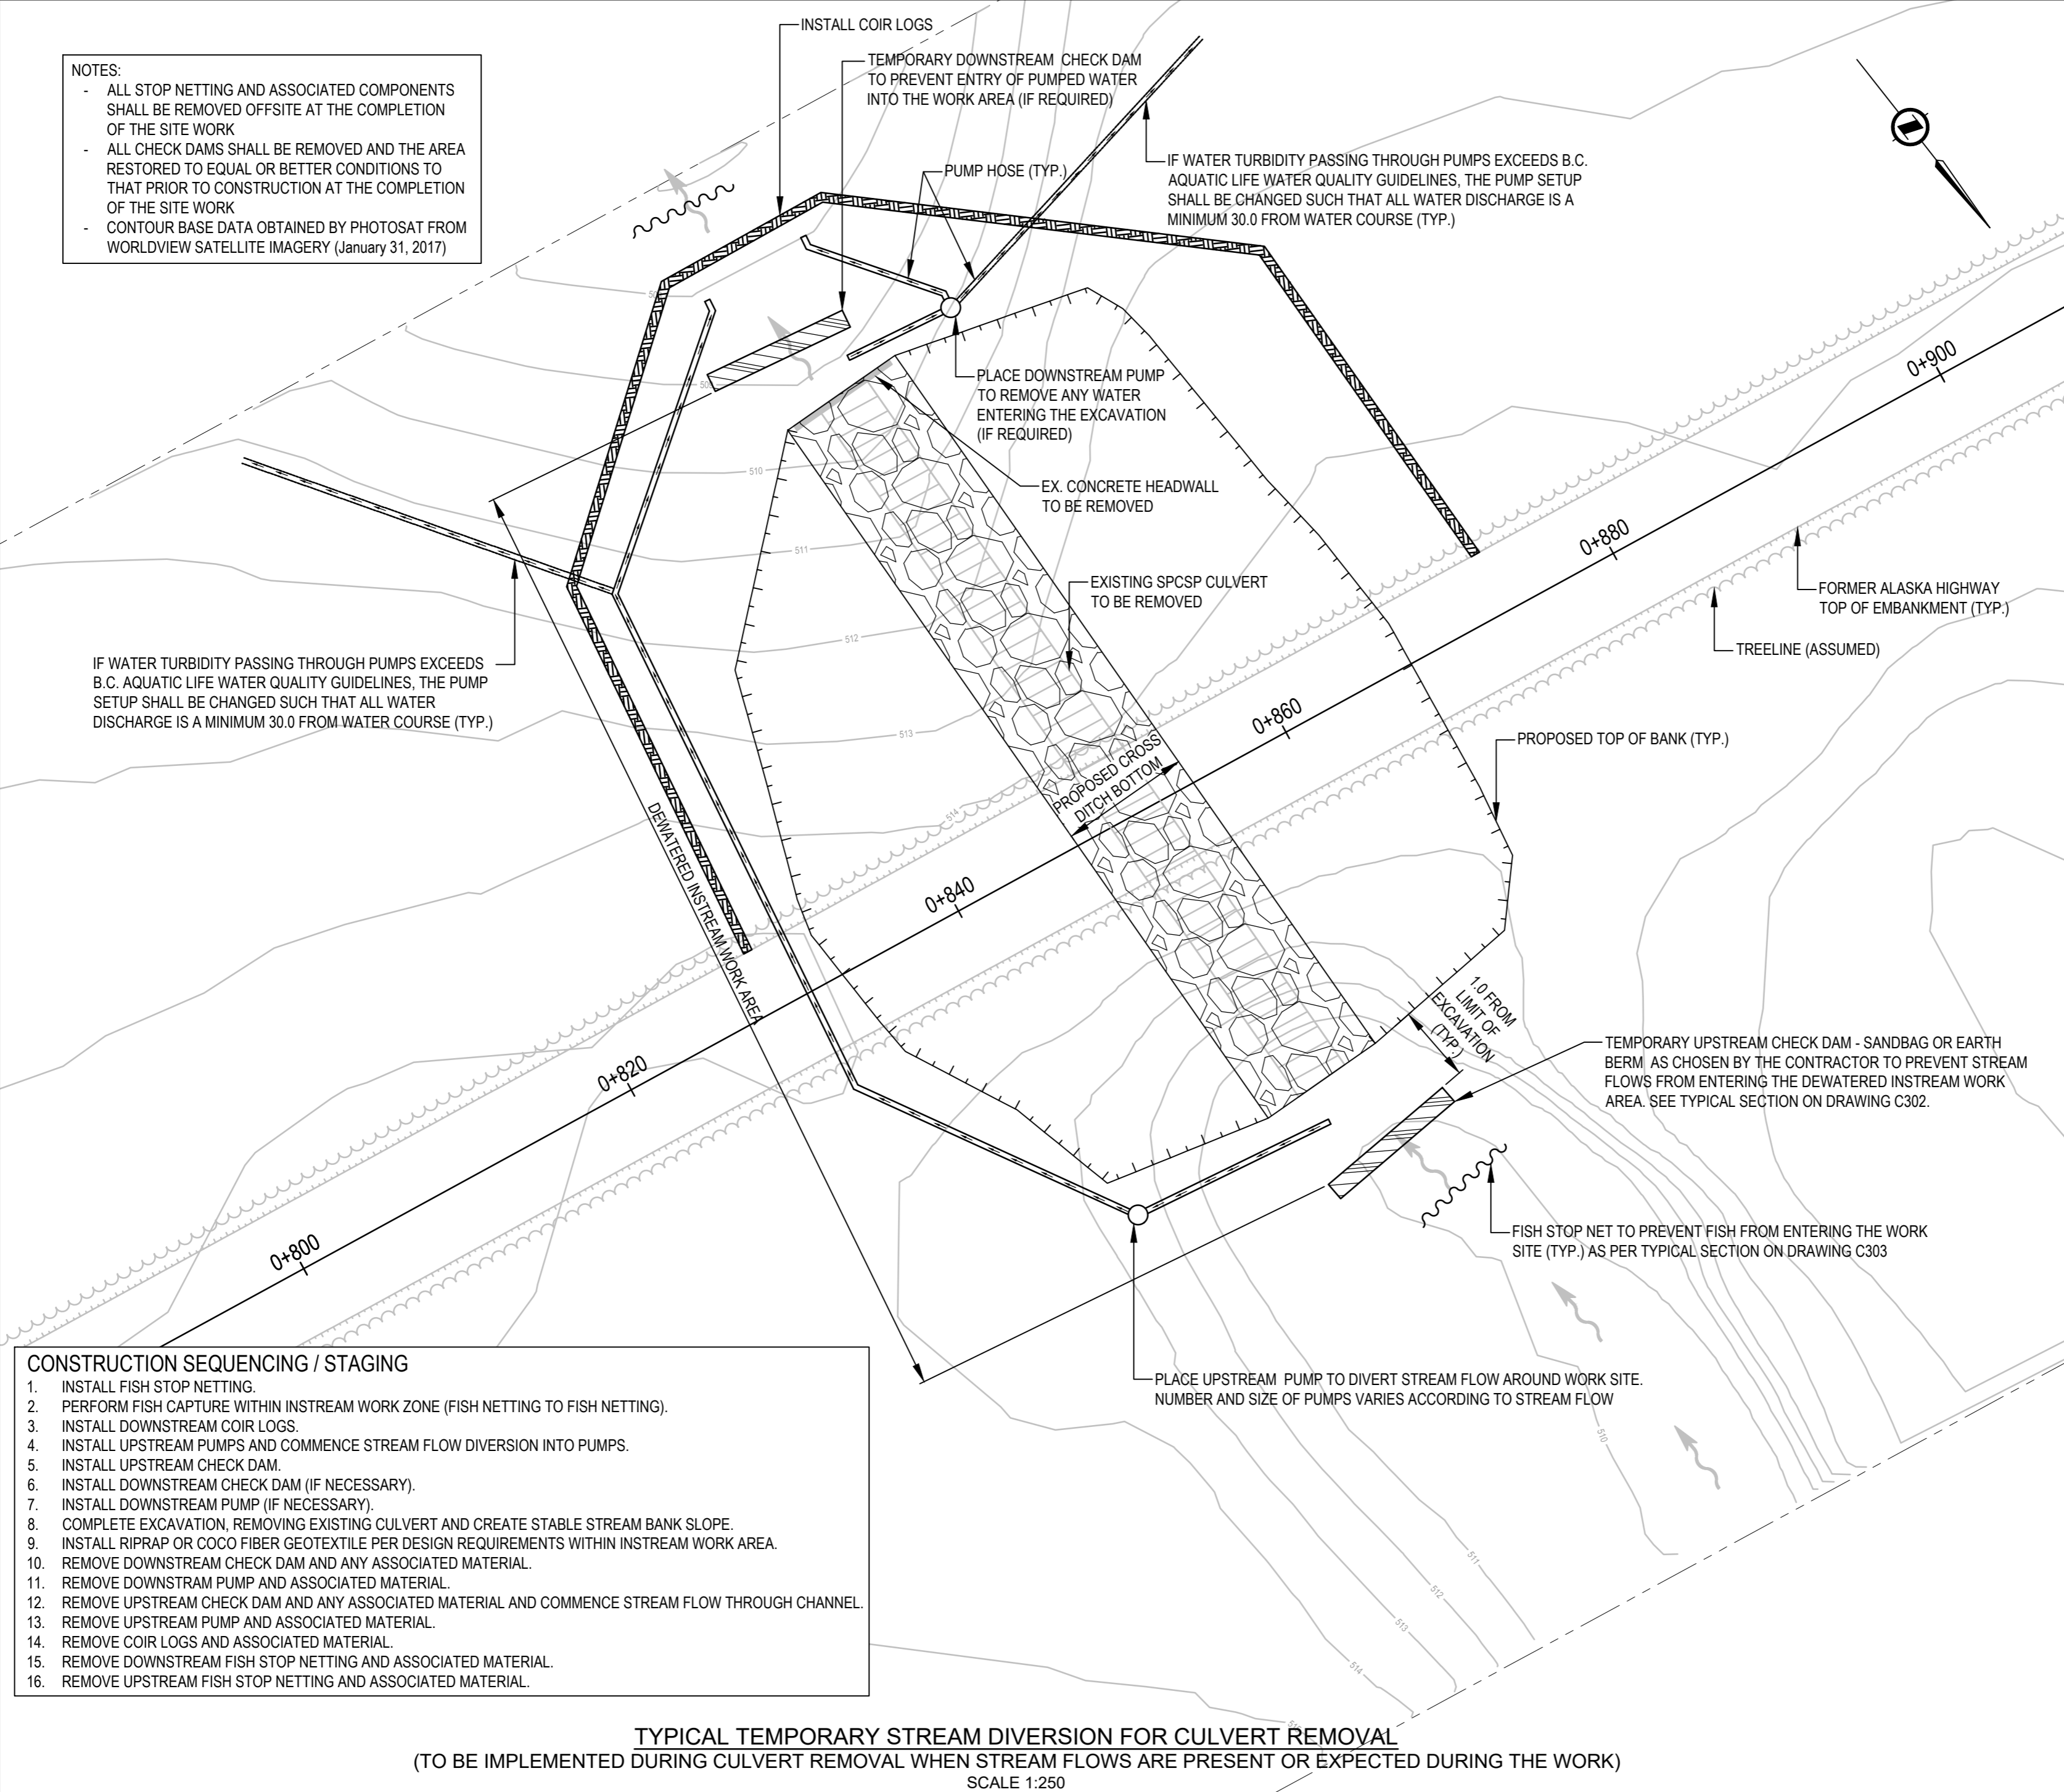 INSTALL COIR LOGS
NOTES:
- ALL STOP NETTING AND ASSOCIATED COMPONENTS
SHALL BE REMOVED OFFSITE AT THE COMPLETION
OF THE SITE WORK
- ALL CHECK DAMS SHALL BE REMOVED AND THE AREA
RESTORED TO EQUAL OR BETTER CONDITIONS TO
THAT PRIOR TO CONSTRUCTION AT THE COMPLETION
OF THE SITE WORK
- CONTOUR BASE DATA OBTAINED BY PHOTOSAT FROM
WORLDVIEW SATELLITE IMAGERY (January 31, 2017)
TEMPORARY DOWNSTREAM CHECK DAM
TO PREVENT ENTRY OF PUMPED WATER
INTO THE WORK AREA (IF REQUIRED)
PUMP HOSE (TYP.)
IF WATER TURBIDITY PASSING THROUGH PUMPS EXCEEDS B.C.
AQUATIC LIFE WATER QUALITY GUIDELINES, THE PUMP SETUP
SHALL BE CHANGED SUCH THAT ALL WATER DISCHARGE IS A
MINIMUM 30.0 FROM WATER COURSE (TYP.)
PLACE DOWNSTREAM PUMP
TO REMOVE ANY WATER
ENTERING THE EXCAVATION
(IF REQUIRED)
0+900
510
EX. CONCRETE HEADWALL
TO BE REMOVED
511
0+880
EXISTING SPCSP CULVERT
TO BE REMOVED
FORMER ALASKA HIGHWAY
TOP OF EMBANKMENT (TYP.)
512
TREELINE (ASSUMED)
IF WATER TURBIDITY PASSING THROUGH PUMPS EXCEEDS
B.C. AQUATIC LIFE WATER QUALITY GUIDELINES, THE PUMP
SETUP SHALL BE CHANGED SUCH THAT ALL WATER
DISCHARGE IS A MINIMUM 30.0 FROM WATER COURSE (TYP.)
0+860
513
PROPOSED TOP OF BANK (TYP.)
PROPOSED CROSS
DITCH BOTTOM
514
DEWATERED INSTREAM WORK AREA
0+840
1.0 FROM
LIMIT OF
EXCAVATION
(TYP.)
0+820
TEMPORARY UPSTREAM CHECK DAM - SANDBAG OR EARTH
BERM AS CHOSEN BY THE CONTRACTOR TO PREVENT STREAM
FLOWS FROM ENTERING THE DEWATERED INSTREAM WORK
AREA. SEE TYPICAL SECTION ON DRAWING C302.
FISH STOP NET TO PREVENT FISH FROM ENTERING THE WORK
SITE (TYP.) AS PER TYPICAL SECTION ON DRAWING C303
0+800
PLACE UPSTREAM PUMP TO DIVERT STREAM FLOW AROUND WORK SITE.
NUMBER AND SIZE OF PUMPS VARIES ACCORDING TO STREAM FLOW
510
511
512
513
514
CONSTRUCTION SEQUENCING / STAGING
1. INSTALL FISH STOP NETTING.
2. PERFORM FISH CAPTURE WITHIN INSTREAM WORK ZONE (FISH NETTING TO FISH NETTING).
3. INSTALL DOWNSTREAM COIR LOGS.
4. INSTALL UPSTREAM PUMPS AND COMMENCE STREAM FLOW DIVERSION INTO PUMPS.
5. INSTALL UPSTREAM CHECK DAM.
6. INSTALL DOWNSTREAM CHECK DAM (IF NECESSARY).
7. INSTALL DOWNSTREAM PUMP (IF NECESSARY).
8. COMPLETE EXCAVATION, REMOVING EXISTING CULVERT AND CREATE STABLE STREAM BANK SLOPE.
9. INSTALL RIPRAP OR COCO FIBER GEOTEXTILE PER DESIGN REQUIREMENTS WITHIN INSTREAM WORK AREA.
10. REMOVE DOWNSTREAM CHECK DAM AND ANY ASSOCIATED MATERIAL.
11. REMOVE DOWNSTRAM PUMP AND ASSOCIATED MATERIAL.
12. REMOVE UPSTREAM CHECK DAM AND ANY ASSOCIATED MATERIAL AND COMMENCE STREAM FLOW THROUGH CHANNEL.
13. REMOVE UPSTREAM PUMP AND ASSOCIATED MATERIAL.
14. REMOVE COIR LOGS AND ASSOCIATED MATERIAL.
15. REMOVE DOWNSTREAM FISH STOP NETTING AND ASSOCIATED MATERIAL.
16. REMOVE UPSTREAM FISH STOP NETTING AND ASSOCIATED MATERIAL.
TYPICAL TEMPORARY STREAM DIVERSION FOR CULVERT REMOVAL
(TO BE IMPLEMENTED DURING CULVERT REMOVAL WHEN STREAM FLOWS ARE PRESENT OR EXPECTED DURING THE WORK)
SCALE 1:250